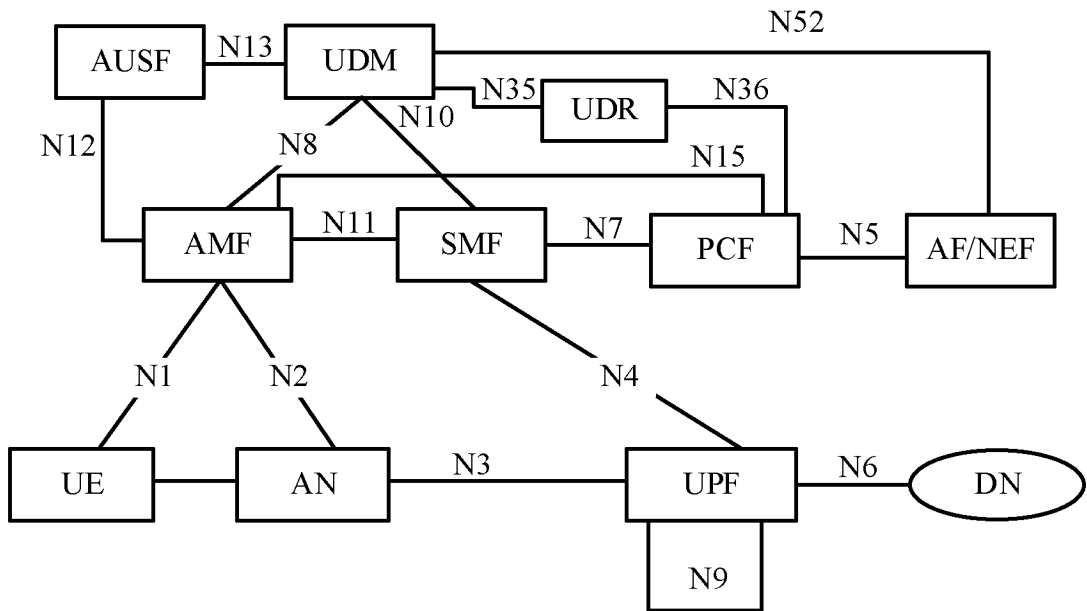 N52
AUSF
N13
UDM
N35
UDR
N36
N12
N8
N10
N15
AMF
N11
SMF
N7
PCF
N5
AF/NEF
N1
N2
N4
UE
AN
N3
UPF
N6
DN
N9